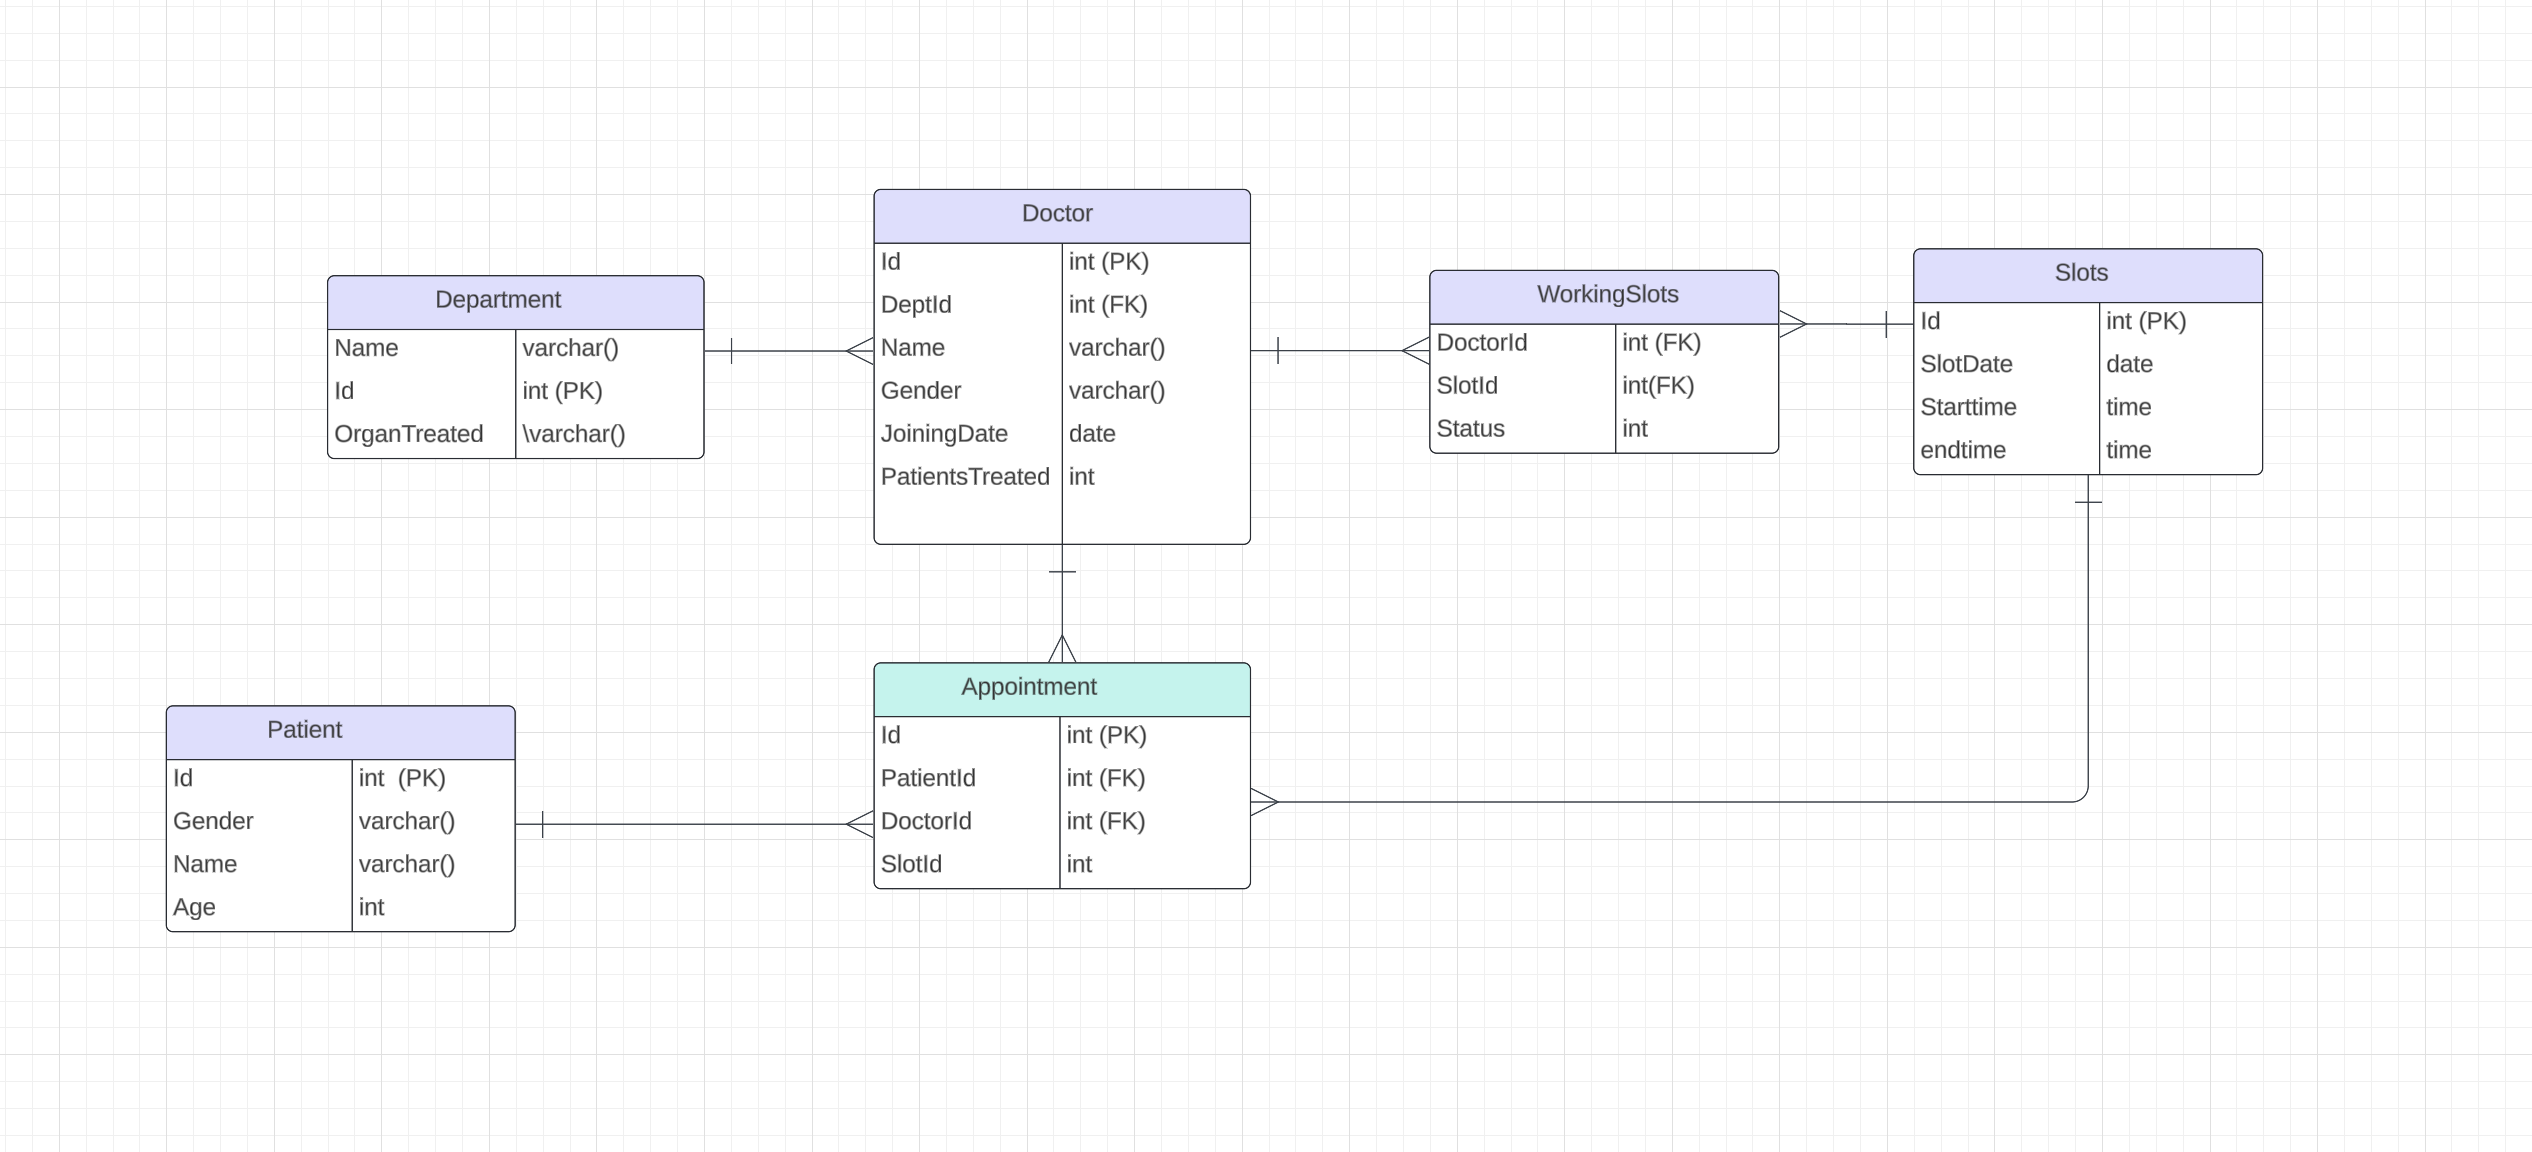 Department
Name varchar()
Id int (PK)
OrganTreated \varchar()
Doctor
Id int (PK)
DeptId int (FK)
Name varchar()
Gender varchar()
JoiningDate date
PatientsTreated int
WorkingSlots
DoctorId int (FK)
SlotId int(FK)
Status int
Slots
Id int (PK)
SlotDate date
Starttime time
endtime time
Patient
Id int  (PK)
Gender varchar()
Name varchar()
Age int
Appointment
Id int (PK)
PatientId int (FK)
DoctorId int (FK)
SlotId int